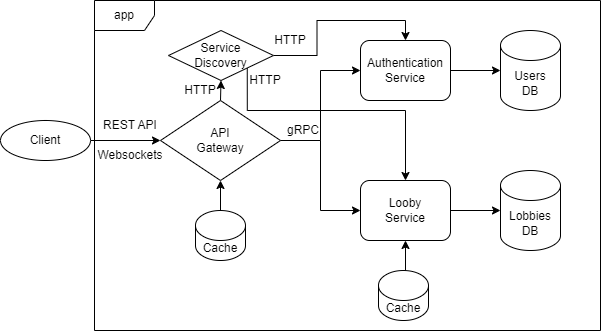 app
HTTP
Service
Discovery
HTTP
HTTP
Authentication
Service
Users
DB
REST API
Client
Websockets
API
Gateway
gRPC
Looby
Service
Lobbies
DB
Cache
Cache